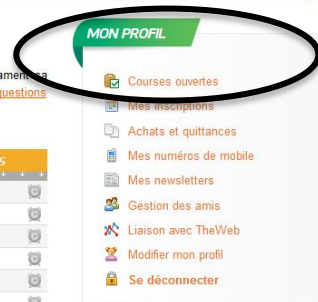 MON PROFIL
Courses ouvertes
Mes inscriptions
Achats et quittances
Mes numéros de mobile
Mes newsletters
Gestion des amis
Liaison avec TheWeb
Modifier mon profil
Se déconnecter
questions